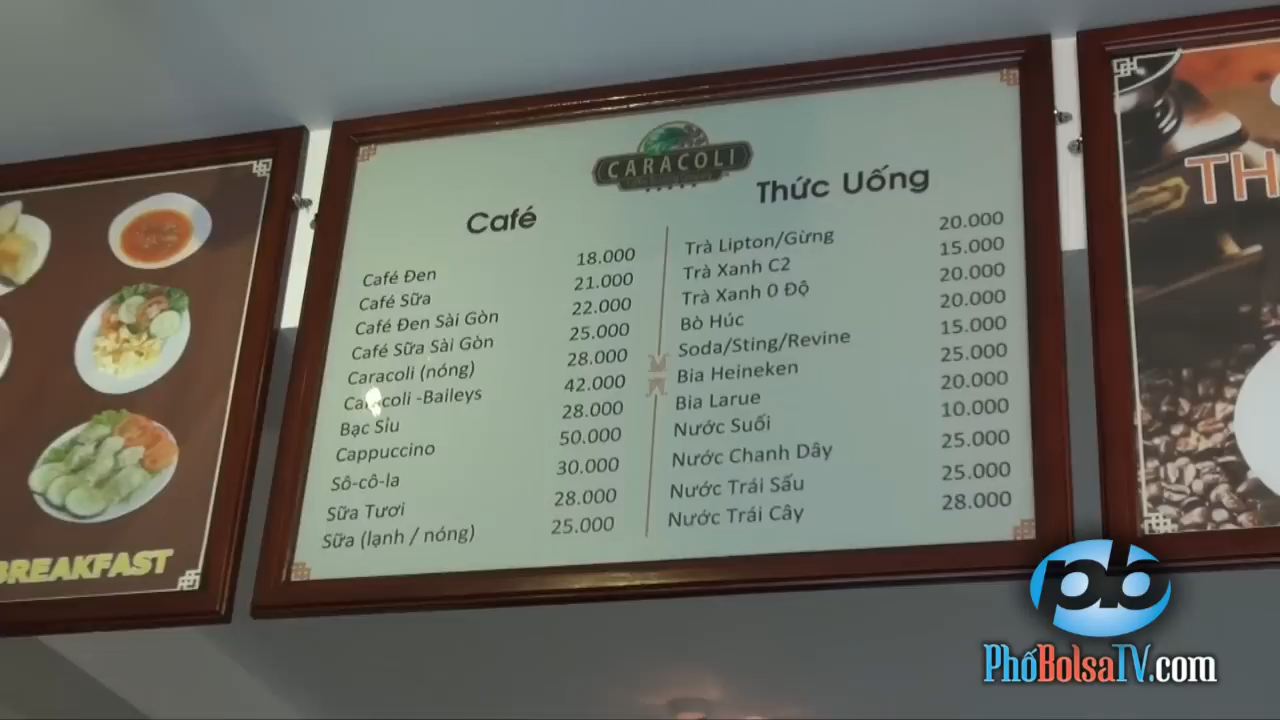 CARACOLI
Café
Café Đen 18.000
Café Sữa 21.000
Café Đen Sài Gòn 22.000
Café Sữa Sài Gòn 25.000
Caracoli (nóng) 28.000
Caracoli -Baileys 42.000
Bạc Sỉu 28.000
Cappuccino 50.000
Sô-cô-la 30.000
Sữa Tươi 28.000
Sữa (lạnh / nóng) 25.000
Thức Uống
Trà Lipton/Gừng 20.000
Trà Xanh C2 15.000
Trà Xanh 0 Độ 20.000
Bò Húc 20.000
Soda/Sting/Revine 15.000
Bia Heineken 25.000
Bia Larue 20.000
Nước Suối 10.000
Nước Chanh Dây 25.000
Nước Trái Sấu 25.000
Nước Trái Cây 28.000
BREAKFAST
TH
pb
PhốBolsaTV.com